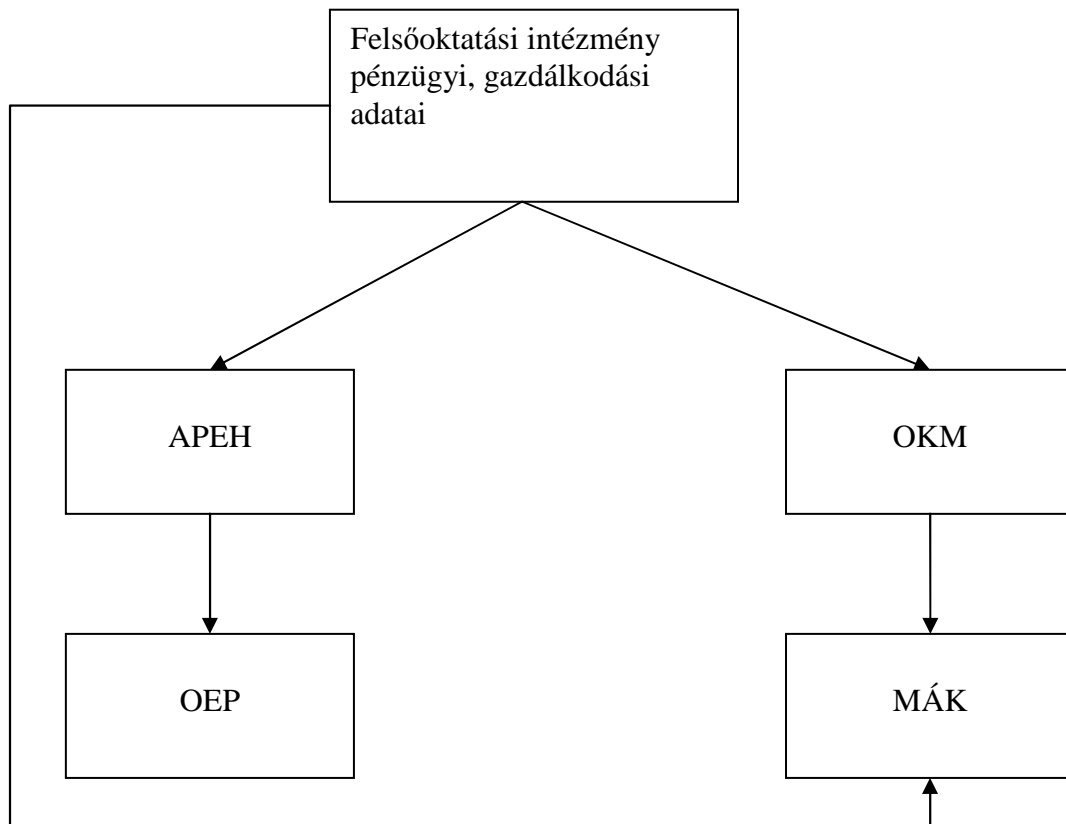 Felsőoktatási intézmény
pénzügyi, gazdálkodási
adatai
APEH
OKM
OEP
MÁK